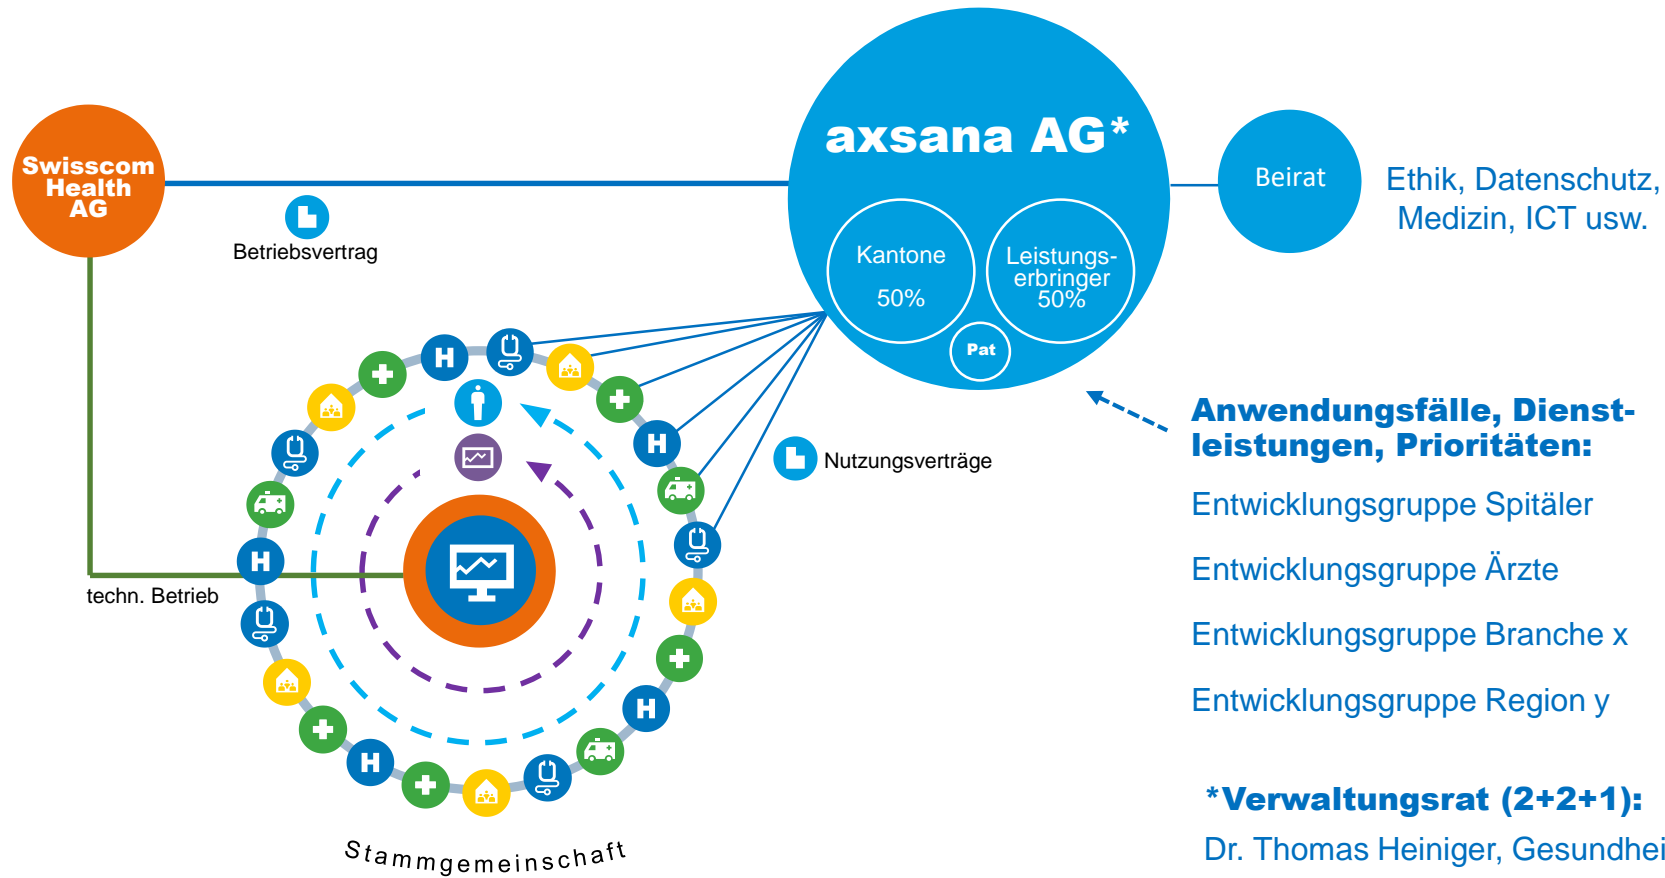 axsana AG*
Swisscom
Health
AG
Beirat
Ethik, Datenschutz,
Medizin, ICT usw.
Betriebsvertrag
Kantone
50%
Leistungs-
erbringer
50%
Pat
H
H
H
H
H
Nutzungsverträge
techn. Betrieb
Stammgemeinschaft
Anwendungsfälle, Dienst-
leistungen, Prioritäten:
Entwicklungsgruppe Spitäler
Entwicklungsgruppe Ärzte
Entwicklungsgruppe Branche x
Entwicklungsgruppe Region y
*Verwaltungsrat (2+2+1):
Dr. Thomas Heiniger, Gesundhei